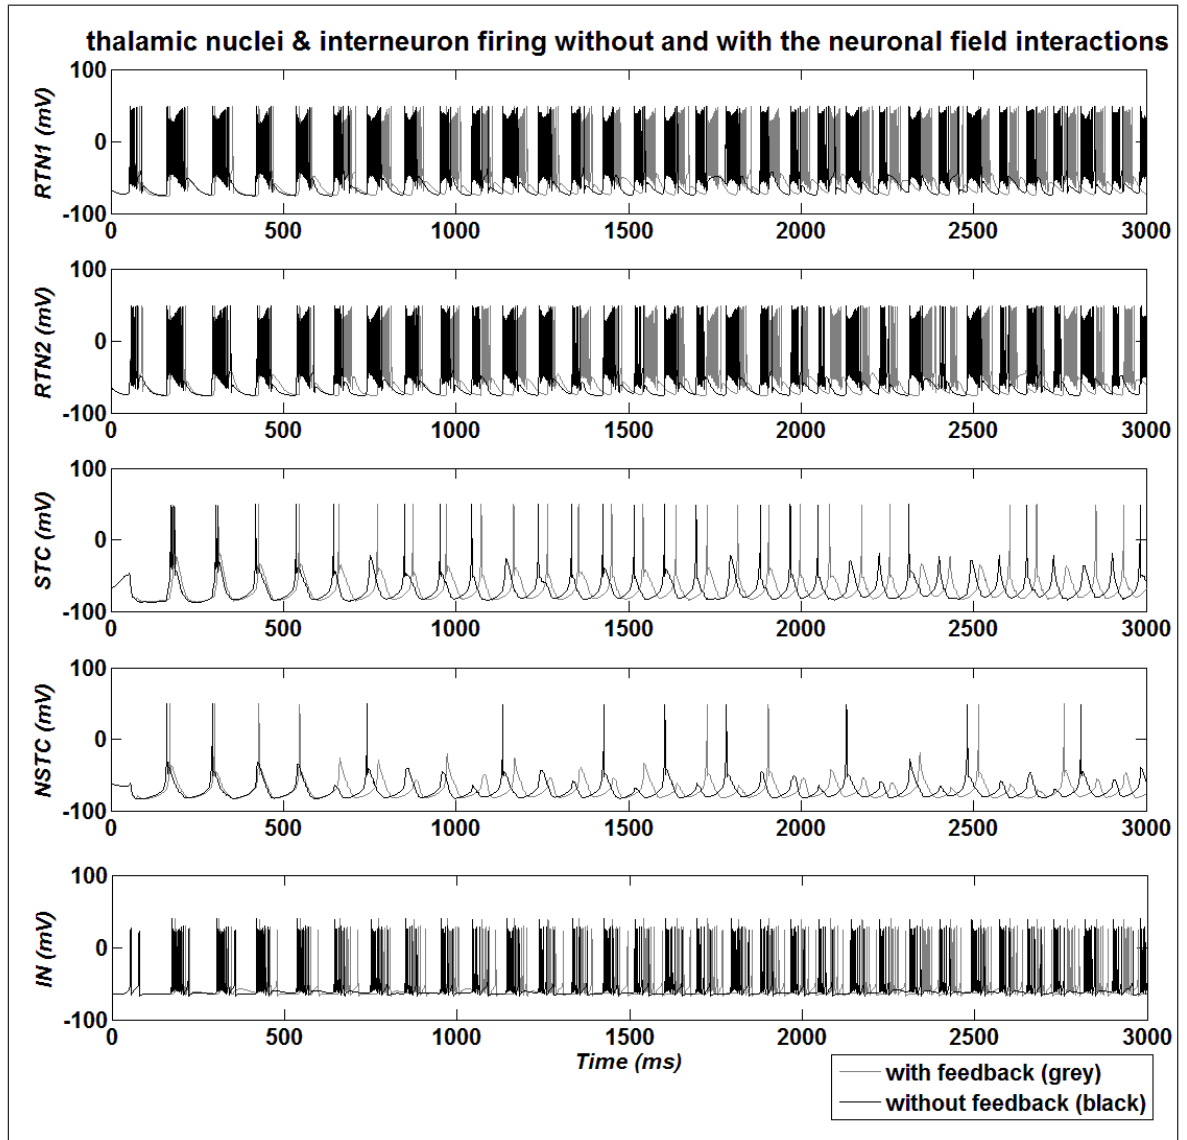 thalamic nuclei & interneuron firing without and with the neuronal field interactions
RTN1 (mV)
100
0
-100
0 500 1000 1500 2000 2500 3000
RTN2 (mV)
100
0
-100
0 500 1000 1500 2000 2500 3000
STC (mV)
100
0
-100
0 500 1000 1500 2000 2500 3000
NSTC (mV)
100
0
-100
0 500 1000 1500 2000 2500 3000
IN (mV)
100
0
-100
0 500 1000 1500 2000 2500 3000
Time (ms)
with feedback (grey)
without feedback (black)